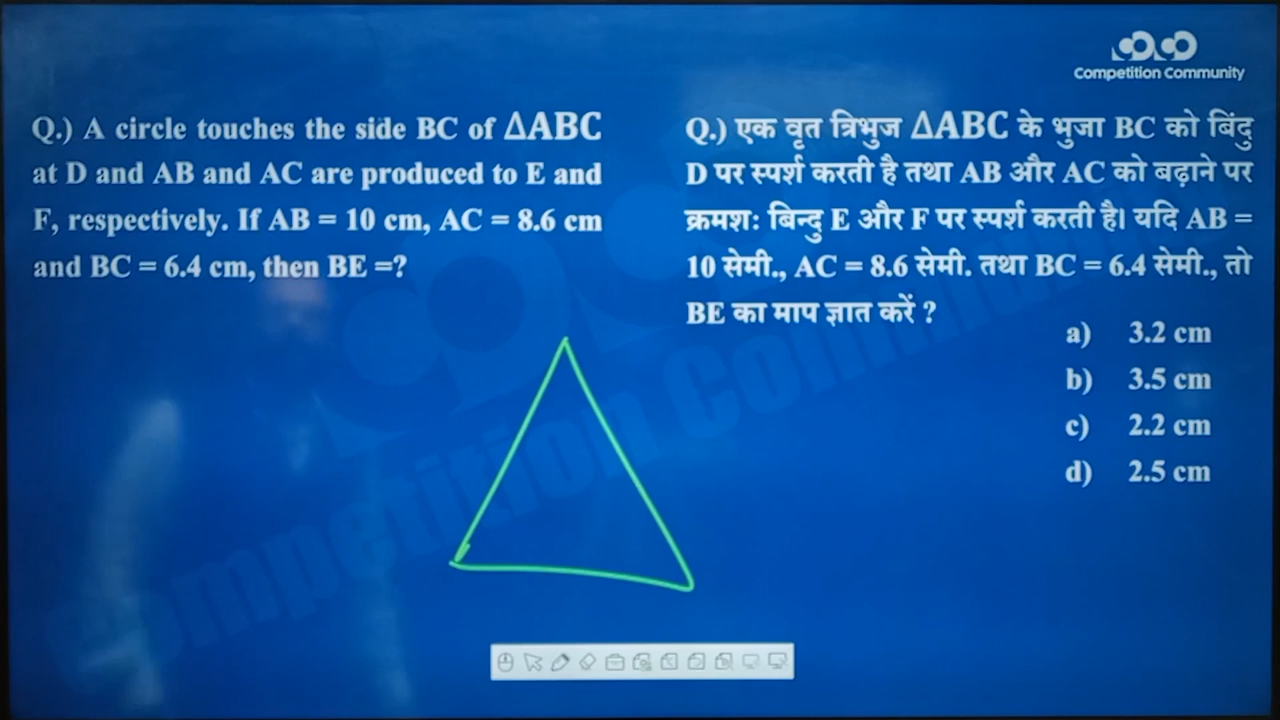 Competition Community
Q.) A circle touches the side BC of ΔABC
at D and AB and AC are produced to E and
F, respectively. If AB = 10 cm, AC = 8.6 cm
and BC = 6.4 cm, then BE =?
Q.) एक वृत त्रिभुज ΔABC के भुजा BC को बिंदु
D पर स्पर्श करती है तथा AB और AC को बढ़ाने पर
क्रमश: बिन्दु E और F पर स्पर्श करती है। यदि AB =
10 सेमी., AC = 8.6 सेमी. तथा BC = 6.4 सेमी., तो
BE का माप ज्ञात करें ?
a) 3.2 cm
b) 3.5 cm
c) 2.2 cm
d) 2.5 cm
Competition Community